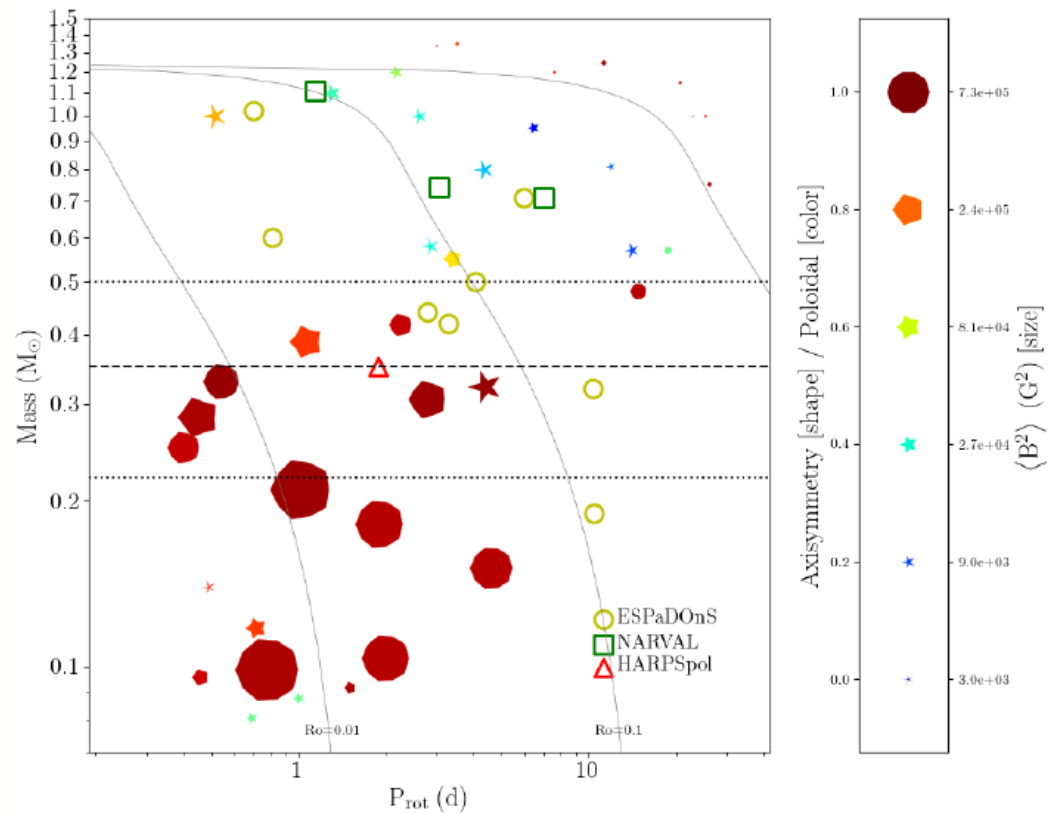 1.5
1.4
1.3
1.2
1.1
1.0
0.9
0.8
0.7
0.6
0.5
0.4
0.3
0.2
0.1
Mass (M⊙)
1
10
P_rot (d)
Ro=0.01
Ro=0.1
ESPaDOnS
NARVAL
HARPSpol
1.0
0.8
0.6
0.4
0.2
0.0
Axisymmetry [shape] / Poloidal [color]
7.3e+05
2.4e+05
8.1e+04
2.7e+04
9.0e+03
3.0e+03
⟨B²⟩ (G²) [size]